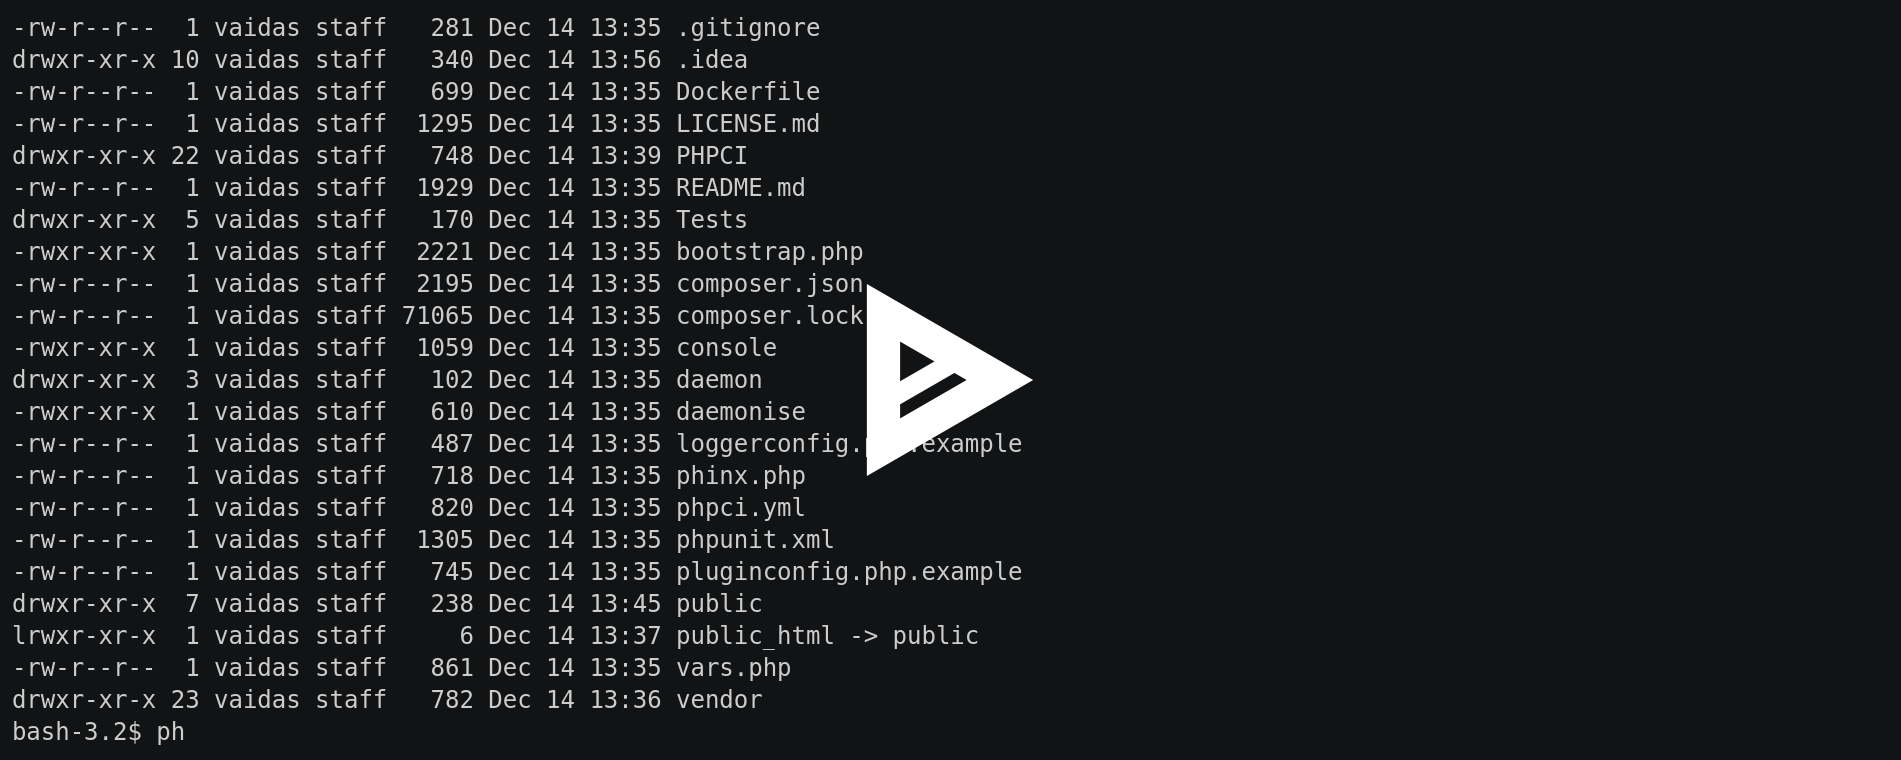 -rw-r--r--  1 vaidas staff   281 Dec 14 13:35 .gitignore
drwxr-xr-x 10 vaidas staff   340 Dec 14 13:56 .idea
-rw-r--r--  1 vaidas staff   699 Dec 14 13:35 Dockerfile
-rw-r--r--  1 vaidas staff  1295 Dec 14 13:35 LICENSE.md
drwxr-xr-x 22 vaidas staff   748 Dec 14 13:39 PHPCI
-rw-r--r--  1 vaidas staff  1929 Dec 14 13:35 README.md
drwxr-xr-x  5 vaidas staff   170 Dec 14 13:35 Tests
-rwxr-xr-x  1 vaidas staff  2221 Dec 14 13:35 bootstrap.php
-rw-r--r--  1 vaidas staff  2195 Dec 14 13:35 composer.json
-rw-r--r--  1 vaidas staff 71065 Dec 14 13:35 composer.lock
-rwxr-xr-x  1 vaidas staff  1059 Dec 14 13:35 console
drwxr-xr-x  3 vaidas staff   102 Dec 14 13:35 daemon
-rwxr-xr-x  1 vaidas staff   610 Dec 14 13:35 daemonise
-rw-r--r--  1 vaidas staff   487 Dec 14 13:35
-rw-r--r--  1 vaidas staff   718 Dec 14 13:35 phinx.php
-rw-r--r--  1 vaidas staff   820 Dec 14 13:35 phpci.yml
-rw-r--r--  1 vaidas staff  1305 Dec 14 13:35 phpunit.xml
-rw-r--r--  1 vaidas staff   745 Dec 14 13:35 pluginconfig.php.example
drwxr-xr-x  7 vaidas staff   238 Dec 14 13:45 public
lrwxr-xr-x  1 vaidas staff     6 Dec 14 13:37 public_html -> public
-rw-r--r--  1 vaidas staff   861 Dec 14 13:35 vars.php
drwxr-xr-x 23 vaidas staff   782 Dec 14 13:36 vendor
bash-3.2$ ph